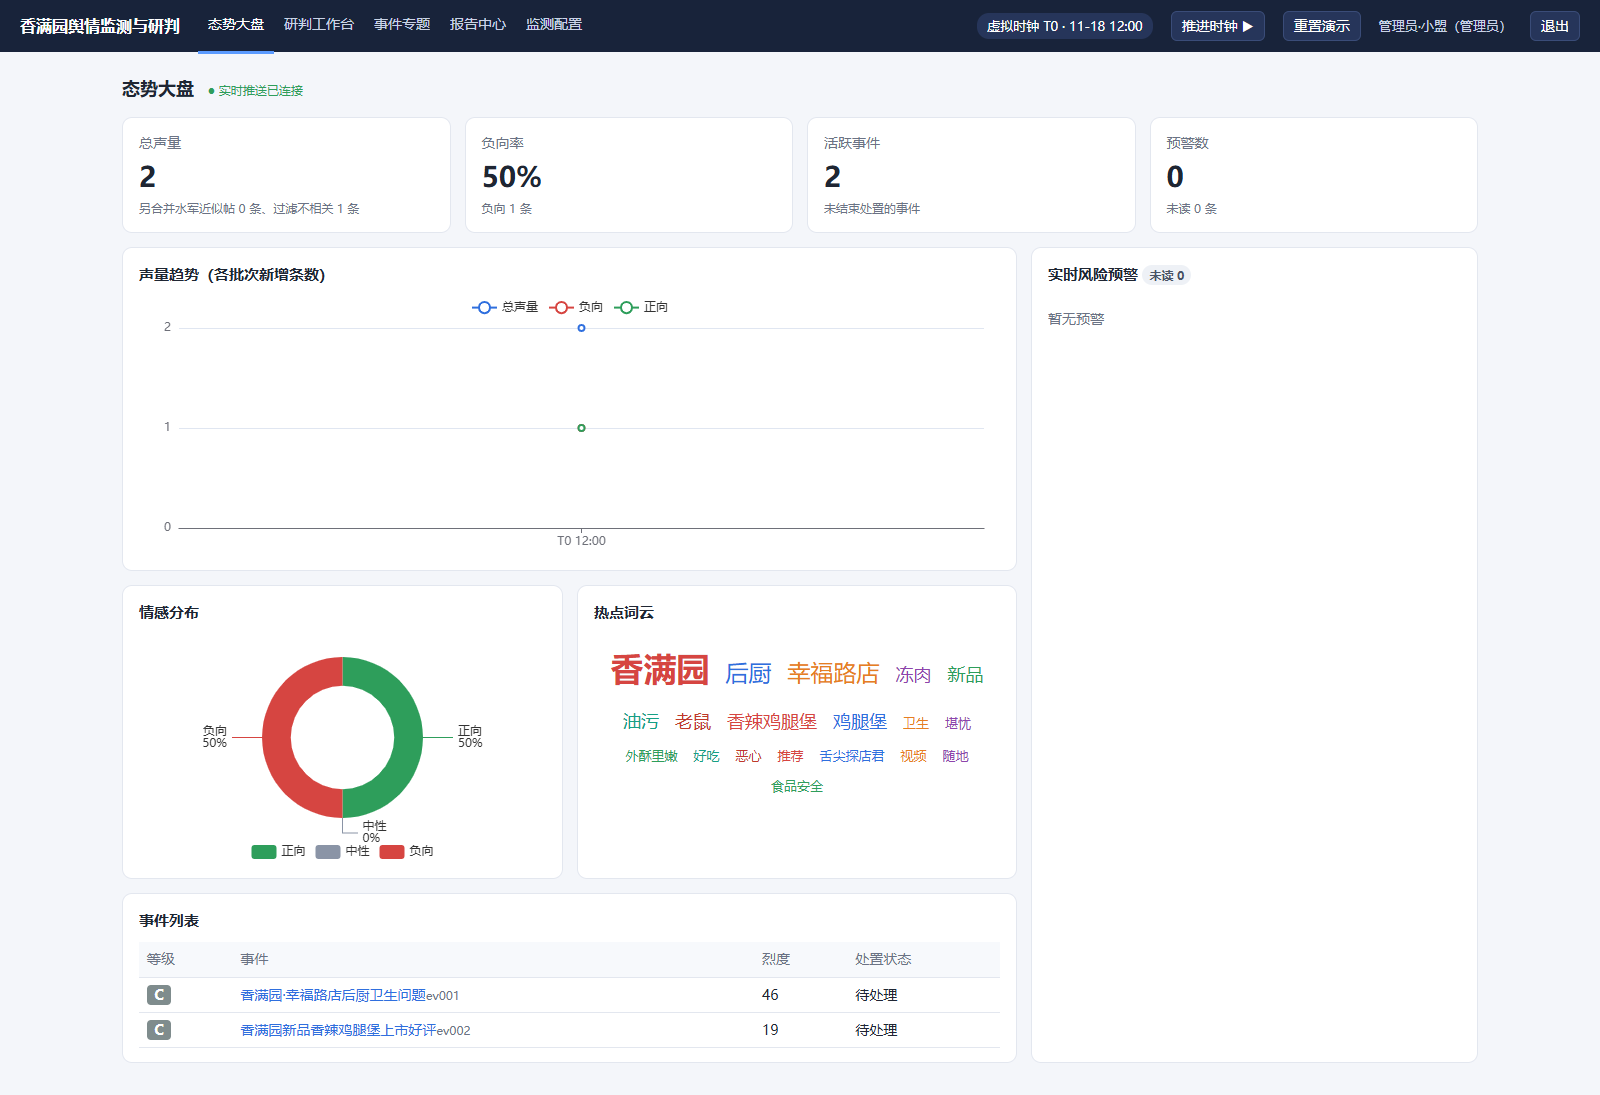 香满园舆情监测与研判 态势大盘 研判工作台 事件专题 报告中心 监测配置 虚拟时钟 T0 · 11-18 12:00 推进时钟 ▶ 重置演示 管理员·小盟（管理员） 退出
态势大盘 ● 实时推送已连接
总声量
2
另合并水军近似帖 0 条、过滤不相关 1 条
负向率
50%
负向 1 条
活跃事件
2
未结束处置的事件
预警数
0
未读 0 条
声量趋势（各批次新增条数）
总声量 负向 正向
2
1
0
T0 12:00
实时风险预警 未读 0
暂无预警
情感分布
负向
50%
正向
50%
中性
0%
正向 中性 负向
热点词云
香满园 后厨 幸福路店 冻肉 新品
油污 老鼠 香辣鸡腿堡 鸡腿堡 卫生 堪忧
外酥里嫩 好吃 恶心 推荐 舌尖探店君 视频 随地
食品安全
事件列表
等级 事件 烈度 处置状态
C 香满园·幸福路店后厨卫生问题ev001 46 待处理
C 香满园新品香辣鸡腿堡上市好评ev002 19 待处理